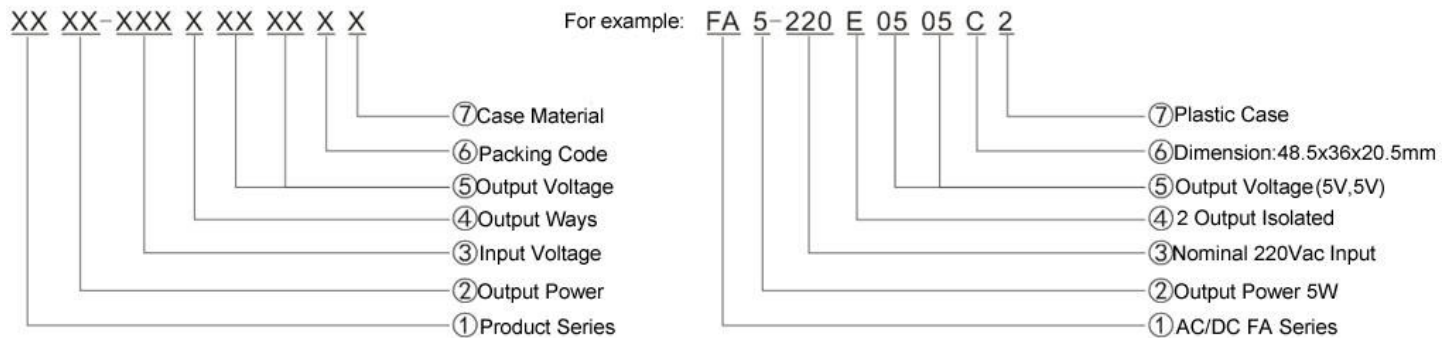 XX XX-XXX X XX XX X X
⑦Case Material
⑥Packing Code
⑤Output Voltage
④Output Ways
③Input Voltage
②Output Power
①Product Series
For example: FA 5-220 E 05 05 C 2
⑦Plastic Case
⑥Dimension:48.5x36x20.5mm
⑤Output Voltage(5V,5V)
④2 Output Isolated
③Nominal 220Vac Input
②Output Power 5W
①AC/DC FA Series